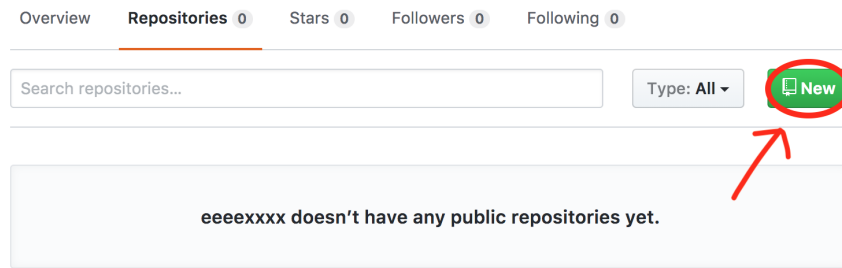 Overview Repositories 0 Stars 0 Followers 0 Following 0
Search repositories... Type: All New
eeeexxxx doesn’t have any public repositories yet.